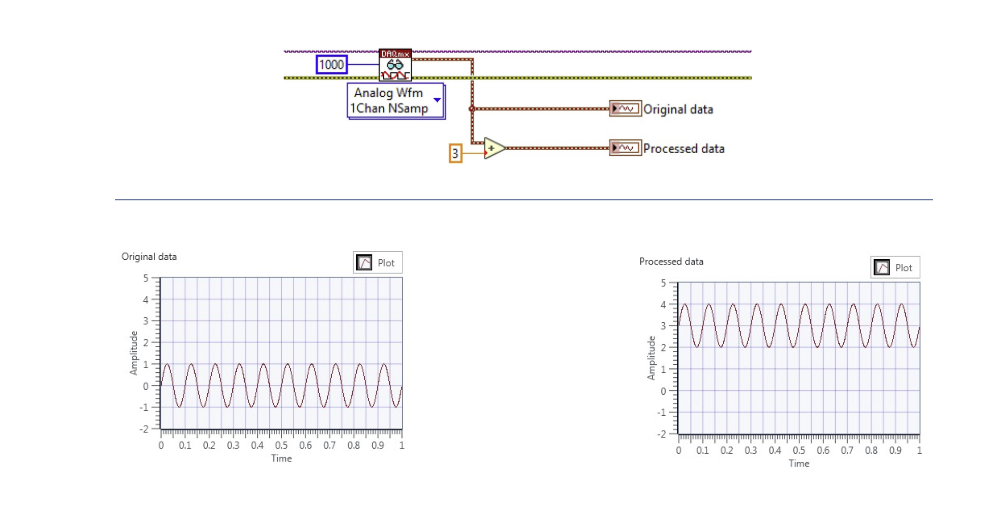 DAQmx
1000
Analog Wfm
1Chan NSamp
Original data
3
+
Processed data
Original data
Plot
5
4
3
2
1
0
-1
-2
Amplitude
0 0.1 0.2 0.3 0.4 0.5 0.6 0.7 0.8 0.9 1
Time
Processed data
Plot
5
4
3
2
1
0
-1
-2
Amplitude
0 0.1 0.2 0.3 0.4 0.5 0.6 0.7 0.8 0.9 1
Time